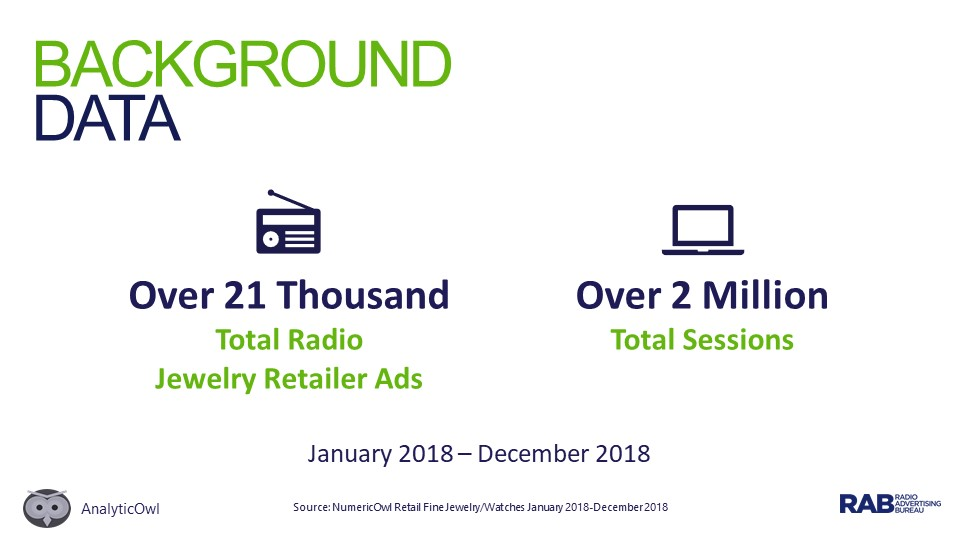 BACKGROUND
DATA
Over 21 Thousand
Total Radio
Jewelry Retailer Ads
Over 2 Million
Total Sessions
January 2018 – December 2018
AnalyticOwl
Source: NumericOwl Retail Fine Jewelry/Watches January 2018-December 2018
RAB RADIO
ADVERTISING
BUREAU